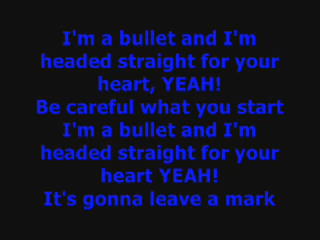 I'm a bullet and I'm
headed straight for your
heart, YEAH!
Be careful what you start
I'm a bullet and I'm
headed straight for your
heart YEAH!
It's gonna leave a mark